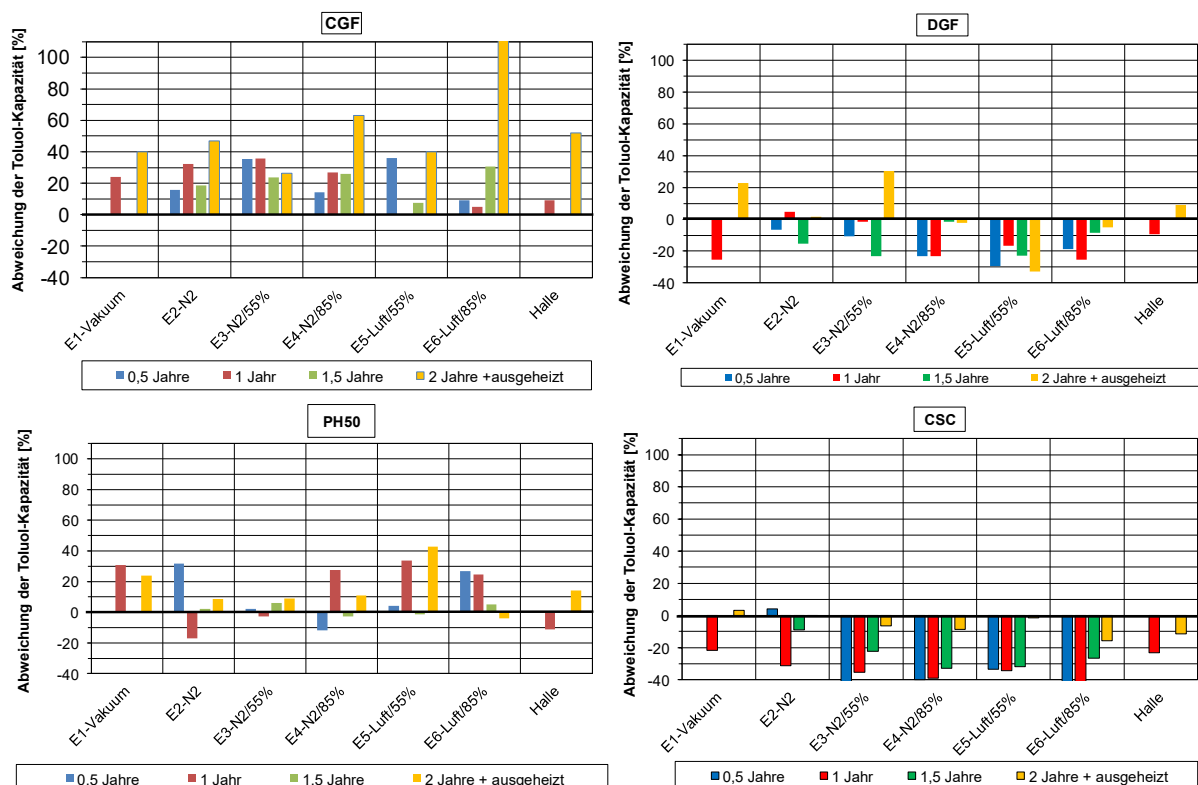 CGF
Abweichung der Toluol-Kapazität [%]
100
80
60
40
20
0
-20
-40
E1-Vakuum
E2-N2
E3-N2/55%
E4-N2/85%
E5-Luft/55%
E6-Luft/85%
Halle
0,5 Jahre
1 Jahr
1,5 Jahre
2 Jahre +ausgeheizt
DGF
Abweichung der Toluol-Kapazität [%]
100
80
60
40
20
0
-20
-40
E1-Vakuum
E2-N2
E3-N2/55%
E4-N2/85%
E5-Luft/55%
E6-Luft/85%
Halle
0,5 Jahre
1 Jahr
1,5 Jahre
2 Jahre + ausgeheizt
PH50
Abweichung der Toluol-Kapazität [%]
100
80
60
40
20
0
-20
-40
E1-Vakuum
E2-N2
E3-N2/55%
E4-N2/85%
E5-Luft/55%
E6-Luft/85%
Halle
0,5 Jahre
1 Jahr
1,5 Jahre
2 Jahre + ausgeheizt
CSC
Abweichung der Toluol-Kapazität [%]
100
80
60
40
20
0
-20
-40
E1-Vakuum
E2-N2
E3-N2/55%
E4-N2/85%
E5-Luft/55%
E6-Luft/85%
Halle
0,5 Jahre
1 Jahr
1,5 Jahre
2 Jahre + ausgeheizt